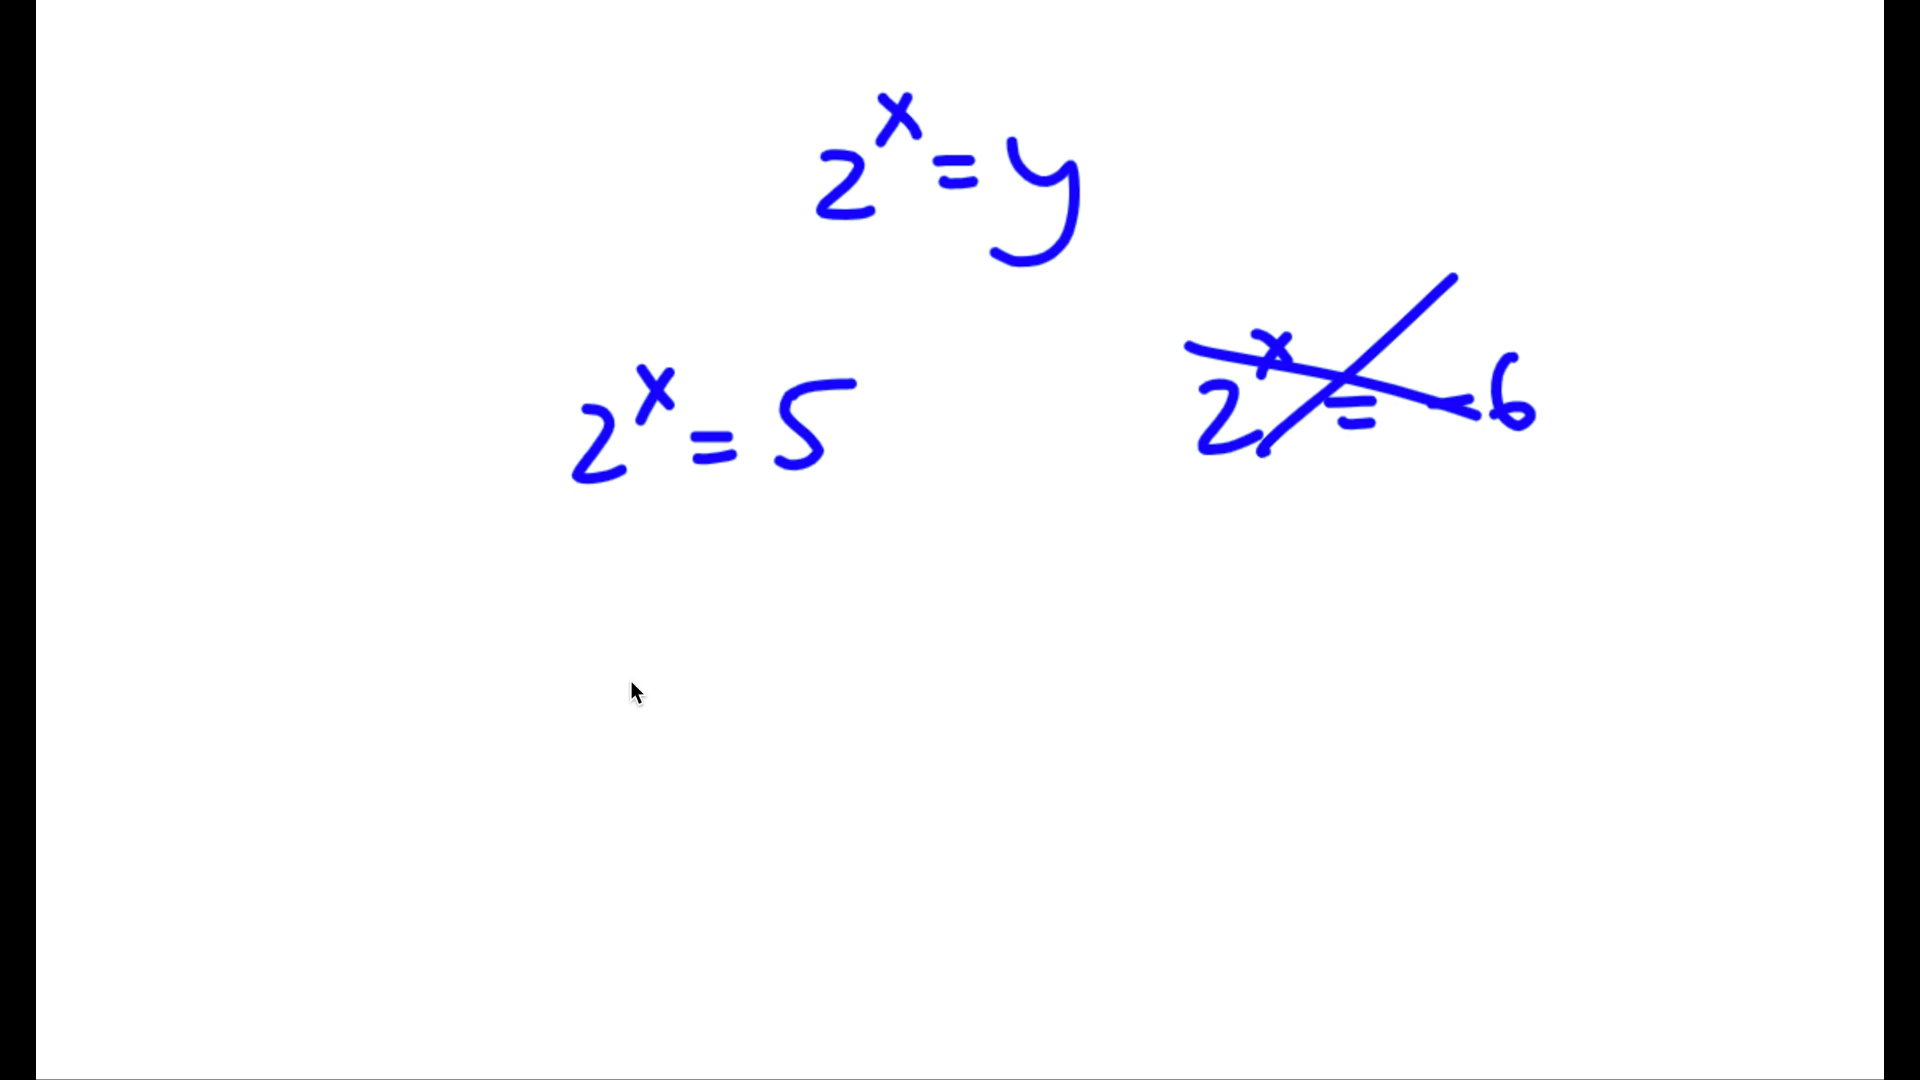 2^x = y
2^x = 5
2^x = -6